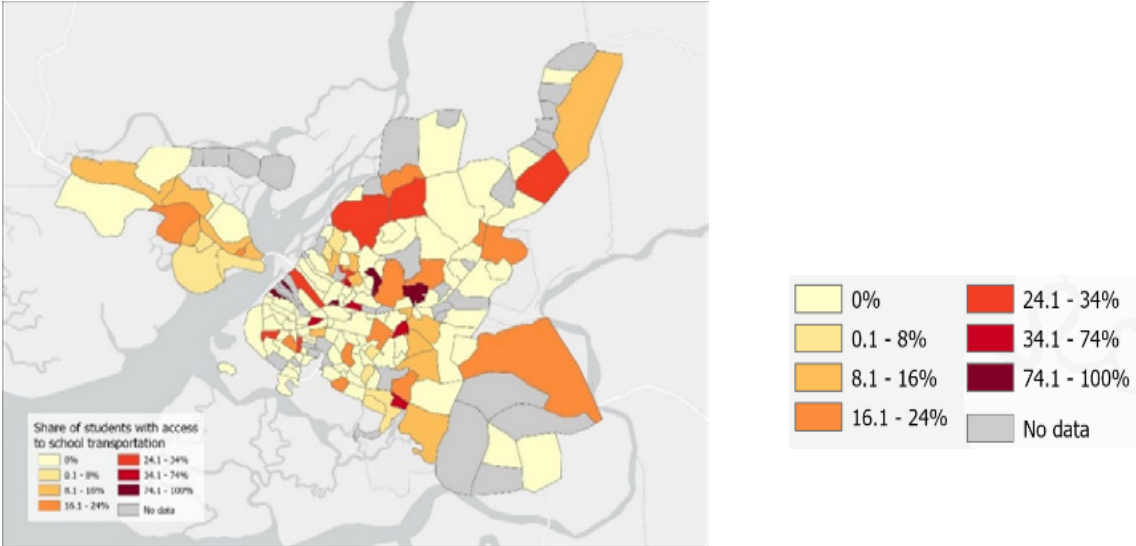 Share of students with access
to school transportation
0%
0.1 - 8%
8.1 - 16%
16.1 - 24%
24.1 - 34%
34.1 - 74%
74.1 - 100%
No data
0%
0.1 - 8%
8.1 - 16%
16.1 - 24%
24.1 - 34%
34.1 - 74%
74.1 - 100%
No data